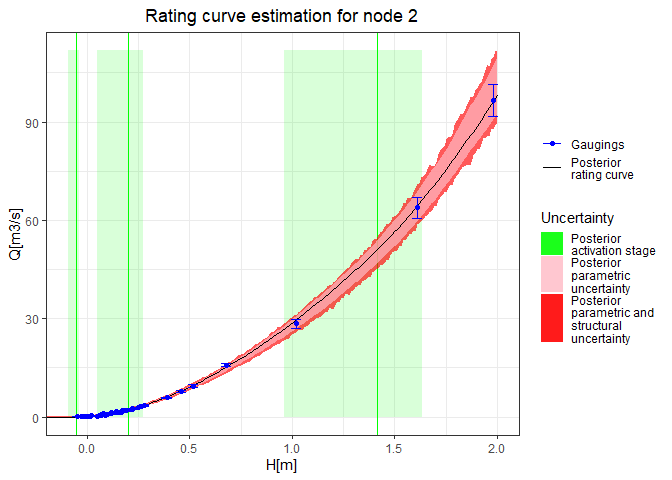 Rating curve estimation for node 2
Q[m3/s]
90
60
30
0
0.0
0.5
1.0
1.5
2.0
H[m]
Gaugings
Posterior
rating curve
Uncertainty
Posterior
activation stage
Posterior
parametric
uncertainty
Posterior
parametric and
structural
uncertainty